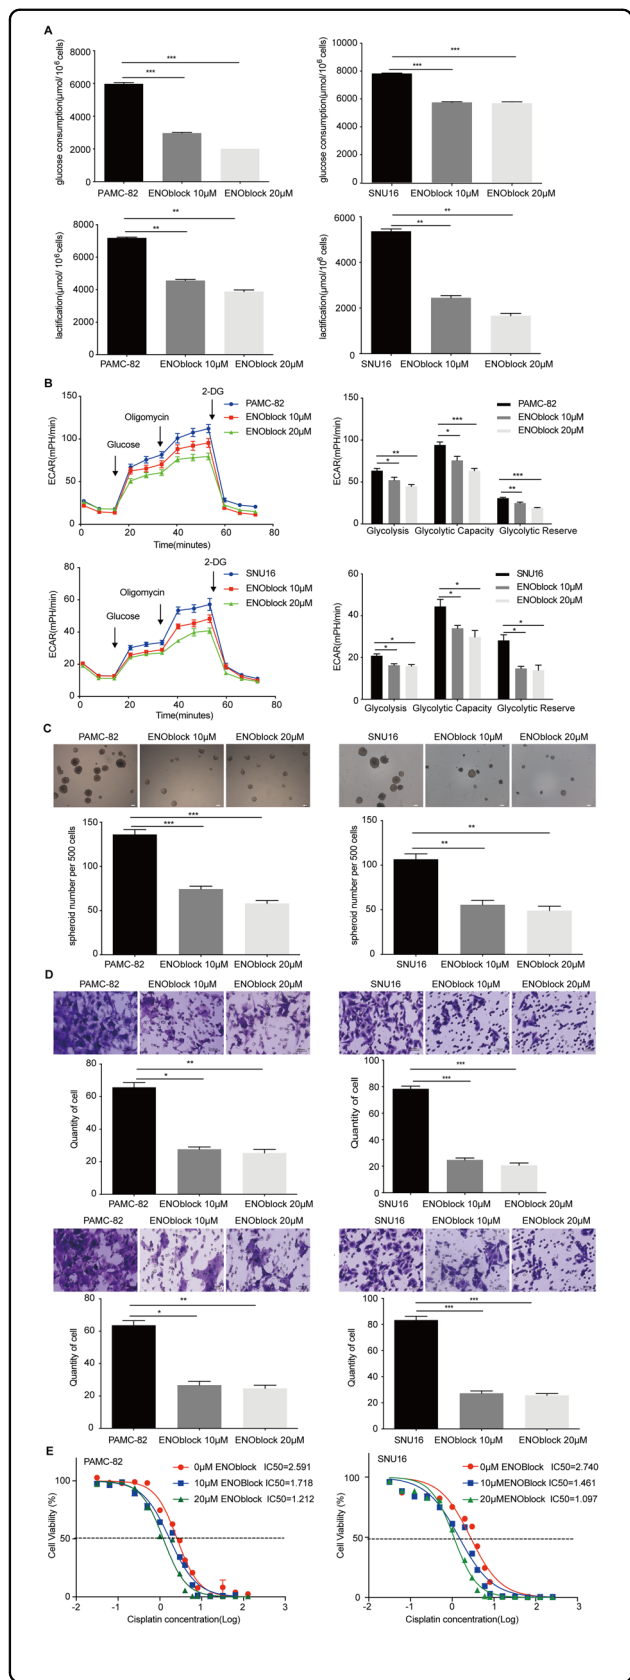 A
glucose consumption(μmol/10⁶ cells)
8000
6000
4000
2000
0
***
***
PAMC-82 ENOblock 10μM ENOblock 20μM
glucose consumption(μmol/10⁶ cells)
10000
8000
6000
4000
2000
0
***
***
SNU16 ENOblock 10μM ENOblock 20μM
lactification(μmol/10⁶ cells)
8000
6000
4000
2000
0
**
**
PAMC-82 ENOblock 10μM ENOblock 20μM
lactification(μmol/10⁶ cells)
6000
4000
2000
0
**
**
SNU16 ENOblock 10μM ENOblock 20μM
B
ECAR(mPH/min)
150
100
50
0
Glucose
Oligomycin
2-DG
PAMC-82
ENOblock 10μM
ENOblock 20μM
0 20 40 60 80
Time(minutes)
ECAR(mPH/min)
150
100
50
0
PAMC-82
ENOblock 10μM
ENOblock 20μM
* **
* ***
** ***
Glycolysis Glycolytic Capacity Glycolytic Reserve
ECAR(mPH/min)
80
60
40
20
0
Glucose
Oligomycin
2-DG
SNU16
ENOblock 10μM
ENOblock 20μM
0 20 40 60 80
Time(minutes)
ECAR(mPH/min)
60
40
20
0
SNU16
ENOblock 10μM
ENOblock 20μM
* *
* *
* *
Glycolysis Glycolytic Capacity Glycolytic Reserve
C
PAMC-82 ENOblock 10μM ENOblock 20μM
SNU16 ENOblock 10μM ENOblock 20μM
spheroid number per 500 cells
150
100
50
0
***
***
PAMC-82 ENOblock 10μM ENOblock 20μM
spheroid number per 500 cells
150
100
50
0
**
**
SNU16 ENOblock 10μM ENOblock 20μM
D
PAMC-82 ENOblock 10μM ENOblock 20μM
SNU16 ENOblock 10μM ENOblock 20μM
Quantity of cell
80
60
40
20
0
**
*
PAMC-82 ENOblock 10μM ENOblock 20μM
Quantity of cell
100
80
60
40
20
0
***
***
SNU16 ENOblock 10μM ENOblock 20μM
PAMC-82 ENOblock 10μM ENOblock 20μM
SNU16 ENOblock 10μM ENOblock 20μM
Quantity of cell
80
60
40
20
0
**
*
PAMC-82 ENOblock 10μM ENOblock 20μM
Quantity of cell
100
80
60
40
20
0
***
***
SNU16 ENOblock 10μM ENOblock 20μM
E
PAMC-82
0μM ENOblock IC50=2.591
10μM ENOblock IC50=1.718
20μM ENOblock IC50=1.212
Cell Viability (%)
100
50
0
-2 -1 0 1 2 3
Cisplatin concentration(Log)
SNU16
0μM ENOBlock IC50=2.740
10μMENOBlock IC50=1.461
20μMENOBlock IC50=1.097
Cell Viability (%)
100
50
0
-2 -1 0 1 2 3
Cisplatin concentration(Log)